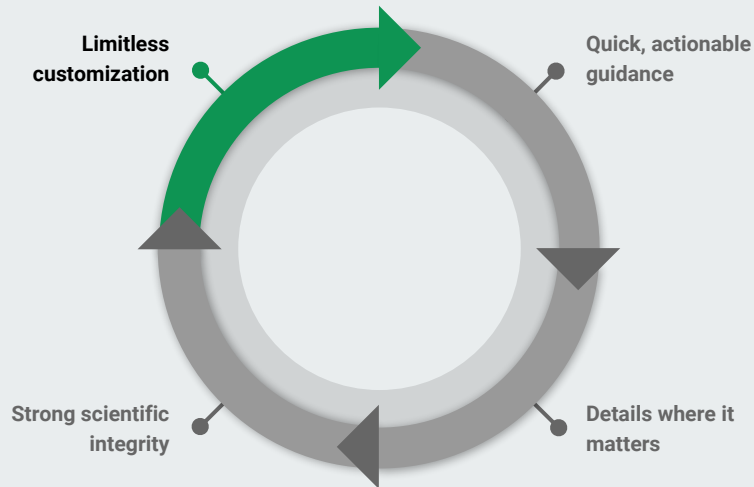 Limitless
customization
Quick, actionable
guidance
Strong scientific
integrity
Details where it
matters